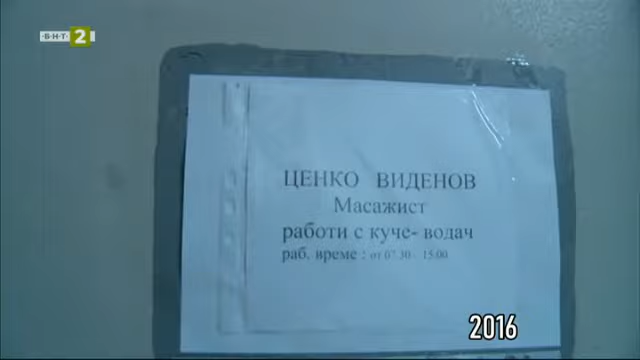 БНТ 2
ЦЕНКО ВИДЕНОВ
Масажист
работи с куче- водач
раб. време : от 07.30 - 15.00
2016